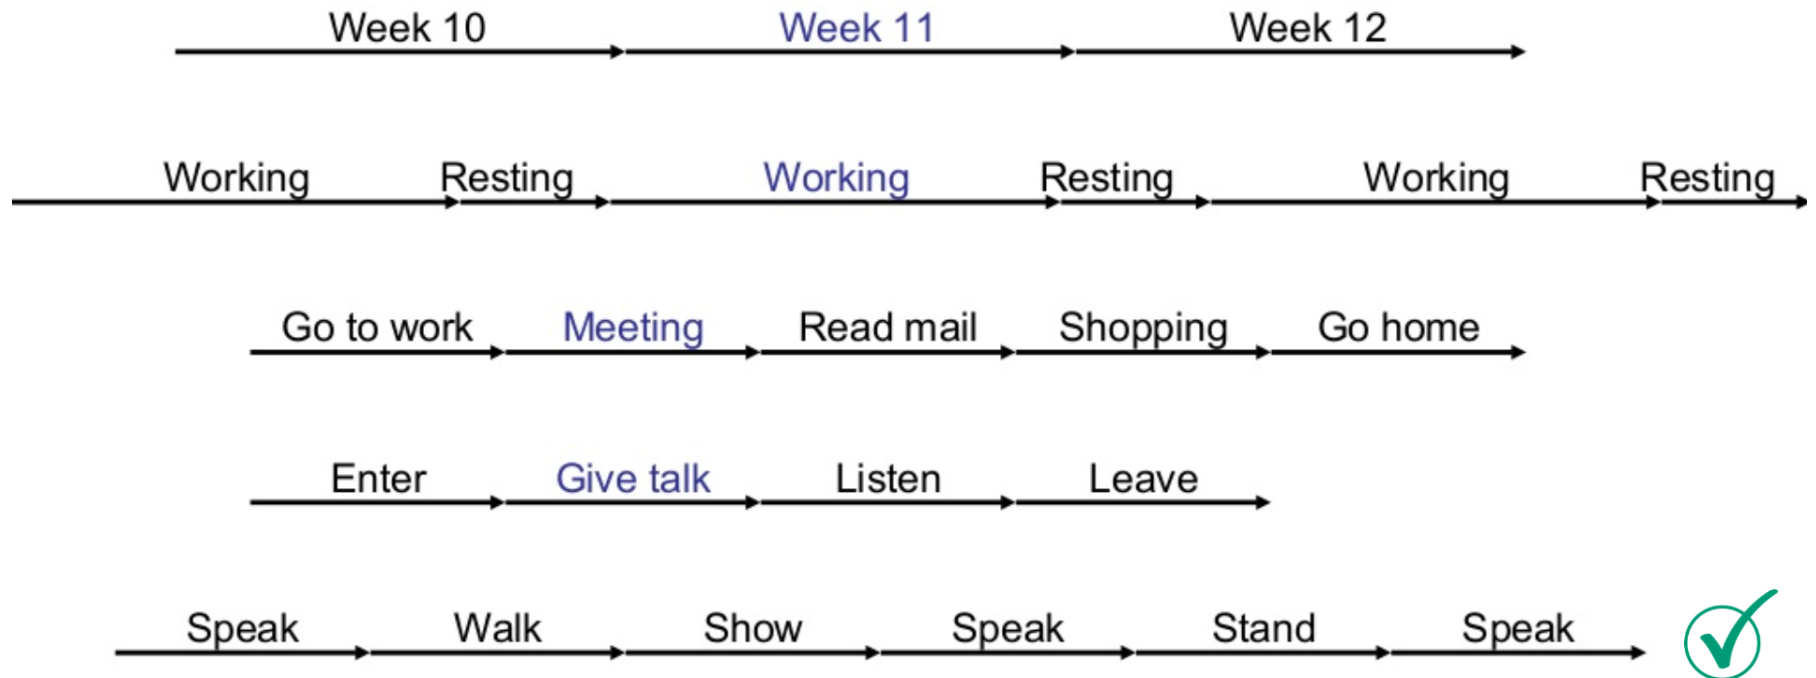 Week 10 Week 11 Week 12
Working Resting Working Resting Working Resting
Go to work Meeting Read mail Shopping Go home
Enter Give talk Listen Leave
Speak Walk Show Speak Stand Speak